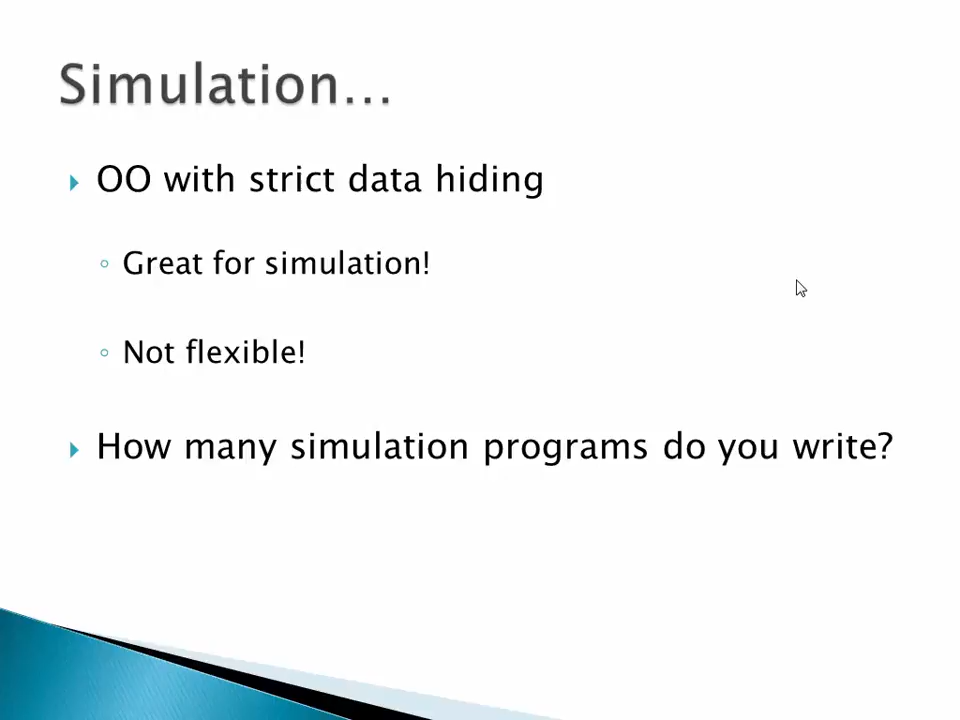 Simulation…
OO with strict data hiding
Great for simulation!
Not flexible!
How many simulation programs do you write?